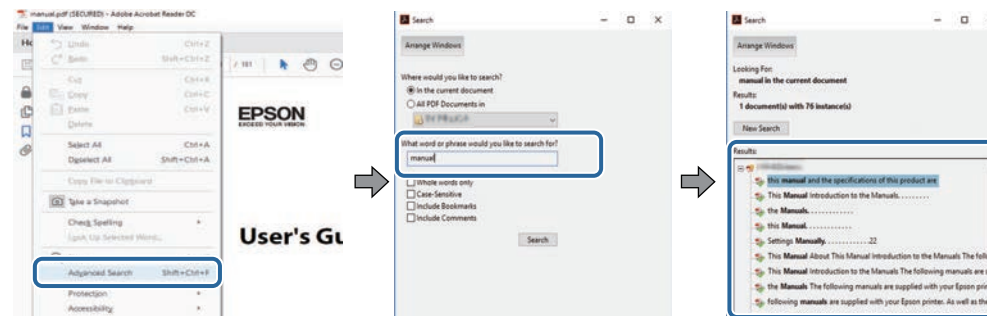 manual.pdf (SECURED) - Adobe Acrobat Reader DC
File Edit View Window Help
Undo Ctrl+Z
Redo Shift+Ctrl+Z
Cut Ctrl+X
Copy Ctrl+C
Paste Ctrl+V
Delete
Select All Ctrl+A
Deselect All Shift+Ctrl+A
Copy File to Clipboard
Take a Snapshot
Check Spelling
Look Up Selected Word...
Advanced Search Shift+Ctrl+F
Protection
Accessibility
/ 181
EPSON
EXCEED YOUR VISION
User's Gu
Search
Arrange Windows
Where would you like to search?
In the current document
All PDF Documents in
What word or phrase would you like to search for?
manual
Whole words only
Case-Sensitive
Include Bookmarks
Include Comments
Search
Search
Arrange Windows
Looking For:
manual in the current document
Results:
1 document(s) with 76 instance(s)
New Search
Results:
this manual and the specifications of this product are
This Manual Introduction to the Manuals.........
the Manuals.............
this Manual.............
Settings Manually.............22
This Manual About This Manual Introduction to the Manuals The foll
This Manual Introduction to the Manuals The following manuals are s
the Manuals The following manuals are supplied with your Epson prin
following manuals are supplied with your Epson printer. As well as the